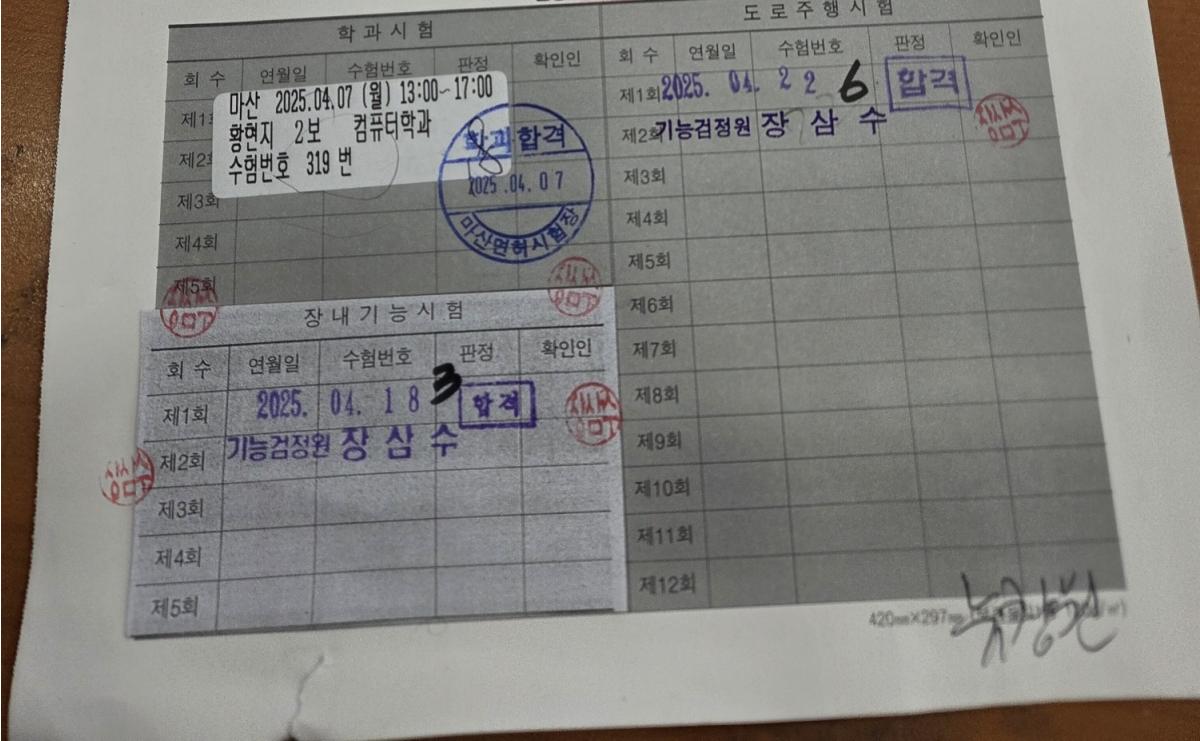 학 과 시 험
회 수 연월일 수험번호 판정 확인인
마산 2025.04.07 (월) 13:00~17:00
제1
황현지 2보 컴퓨터학과
제2
수험번호 319 번
제3회
제4회
제5회
학과합격
2025.04.07
마산면허시험장
장 내 기 능 시 험
회 수 연월일 수험번호 판정 확인인
제1회 2025. 04. 18 3 합격
제2회 기능검정원 장 삼 수
제3회
제4회
제5회
도 로 주 행 시 험
회 수 연월일 수험번호 판정 확인인
제1회 2025. 04. 22 6 합격
제2회 기능검정원 장 삼 수
제3회
제4회
제5회
제6회
제7회
제8회
제9회
제10회
제11회
제12회
420㎜×297㎜